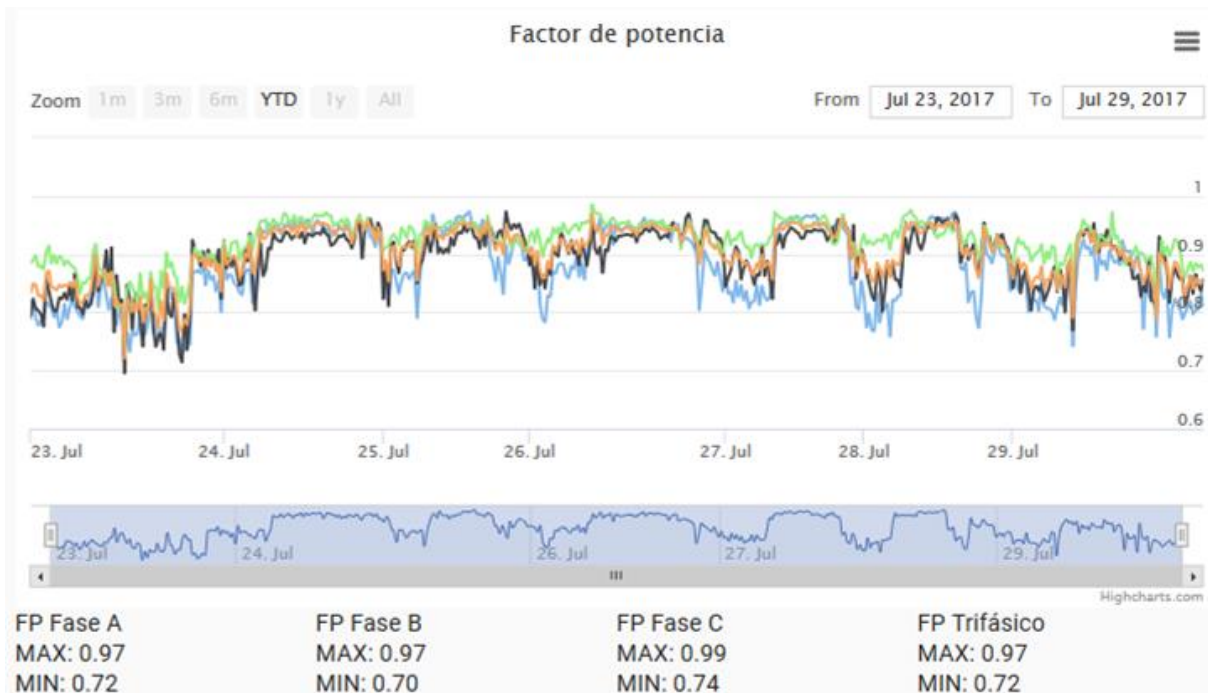 Factor de potencia
Zoom 1m 3m 6m YTD 1y All From Jul 23, 2017 To Jul 29, 2017
1
0.9
0.8
0.7
0.6
23. Jul 24. Jul 25. Jul 26. Jul 27. Jul 28. Jul 29. Jul
23. Jul 24. Jul 26. Jul 27. Jul 29. Jul
Highcharts.com
FP Fase A FP Fase B FP Fase C FP Trifásico
MAX: 0.97 MAX: 0.97 MAX: 0.99 MAX: 0.97
MIN: 0.72 MIN: 0.70 MIN: 0.74 MIN: 0.72